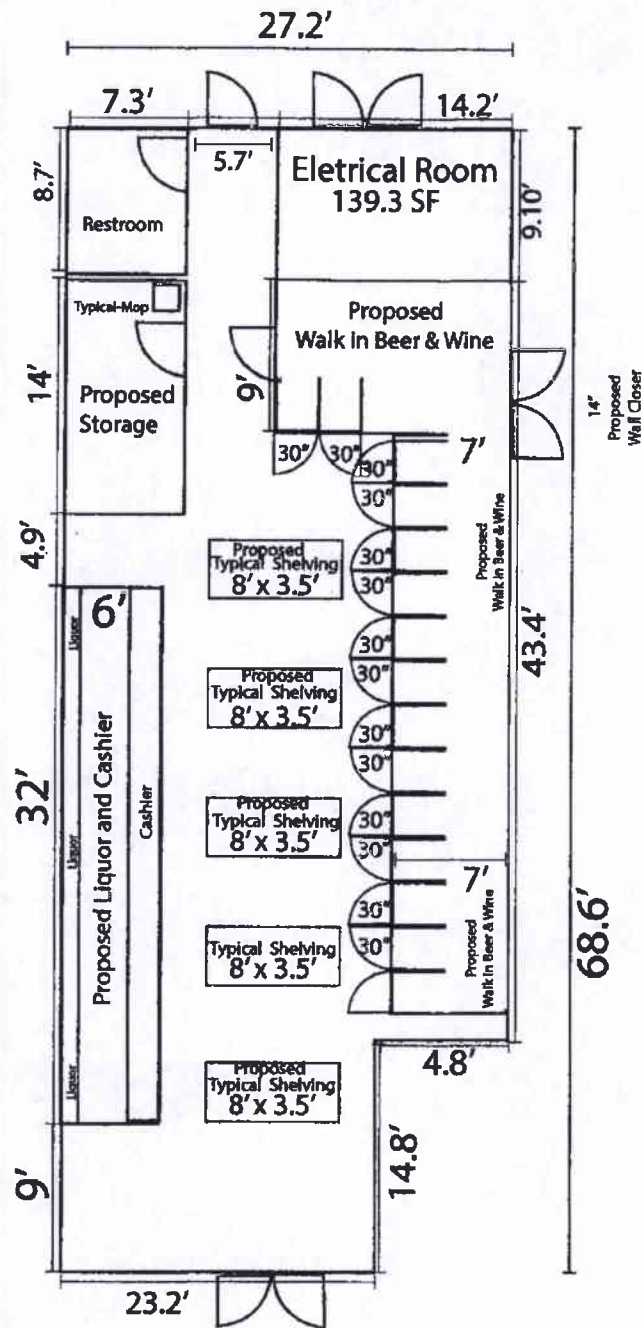 27.2'
7.3'
14.2'
5.7'
8.7'
Restroom
Eletrical Room
139.3 SF
9.10'
Typical-Mop
Proposed
Storage
14'
9'
Proposed
Walk in Beer & Wine
14"
Proposed
Wall Closer
30"
30"
30"
30"
7'
Proposed
Walk in Beer & Wine
43.4'
4.9'
6'
32'
Liquor
Liquor
Liquor
Proposed Liquor and Cashier
Cashier
Proposed
Typical Shelving
8' x 3.5'
30"
30"
Proposed
Typical Shelving
8' x 3.5'
30"
30"
30"
30"
Proposed
Typical Shelving
8' x 3.5'
30"
30"
7'
Proposed
Walk in Beer & Wine
Typical Shelving
8' x 3.5'
30"
30"
68.6'
4.8'
Proposed
Typical Shelving
8' x 3.5'
14.8'
9'
23.2'